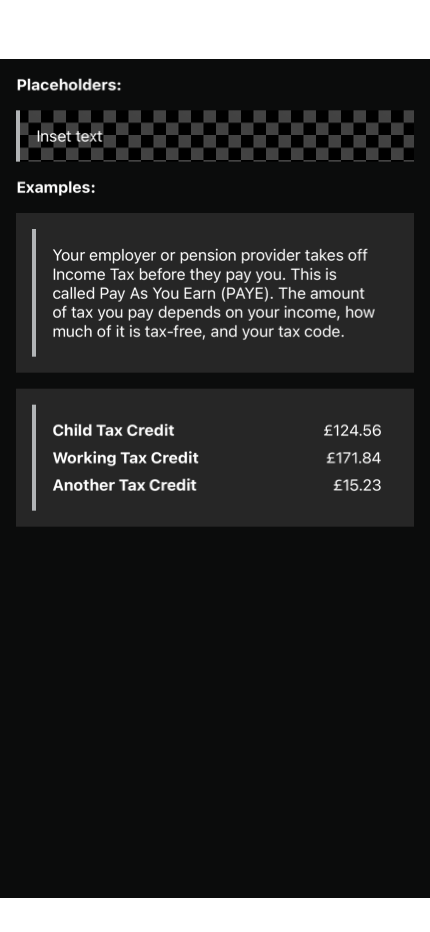 Placeholders:
Inset text
Examples:
Your employer or pension provider takes off
Income Tax before they pay you. This is
called Pay As You Earn (PAYE). The amount
of tax you pay depends on your income, how
much of it is tax-free, and your tax code.
Child Tax Credit £124.56
Working Tax Credit £171.84
Another Tax Credit £15.23